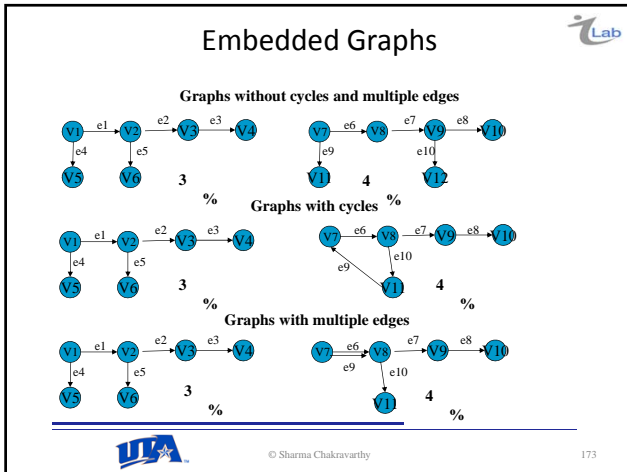 Embedded Graphs
iLab
Graphs without cycles and multiple edges
V1 e1 V2 e2 V3 e3 V4
V7 e6 V8 e7 V9 e8 V10
e4 e5
e9 e10
V5 V6 3
V11 4 V12
% %
Graphs with cycles
V1 e1 V2 e2 V3 e3 V4
V7 e6 V8 e7 V9 e8 V10
e4 e5
e9 e10
V5 V6 3
V11 4
% %
Graphs with multiple edges
V1 e1 V2 e2 V3 e3 V4
V7 e6 V8 e7 V9 e8 V10
e4 e5
e9 e10
V5 V6 3
V11 4
% %
UTA © Sharma Chakravarthy 173